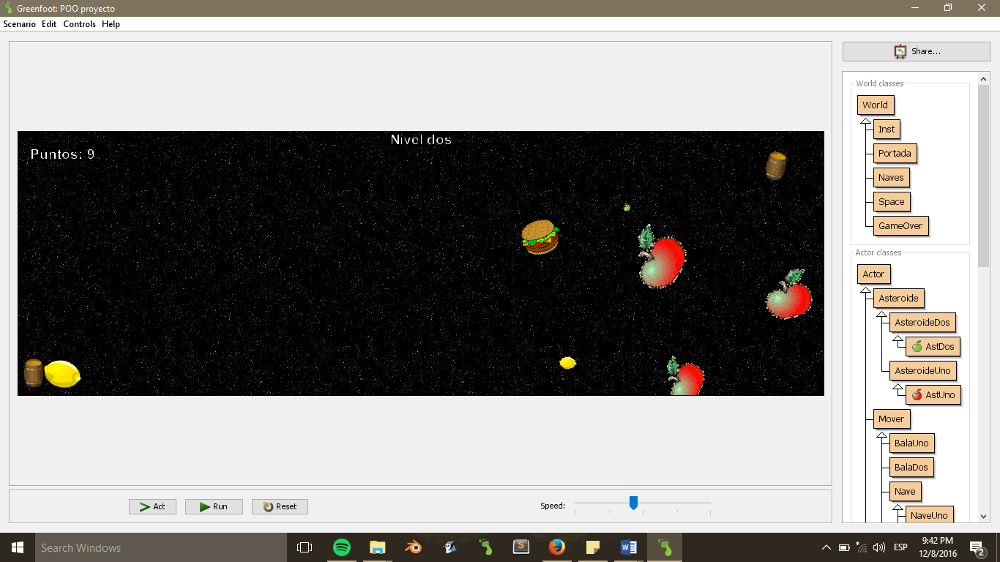 Greenfoot: POO proyecto
Scenario Edit Controls Help
Share...
World classes
World
Inst
Portada
Naves
Space
GameOver
Actor classes
Actor
Asteroide
AsteroideDos
AstDos
AsteroideUno
AstUno
Mover
BalaUno
BalaDos
Nave
NaveUno
Nivel dos
Puntos: 9
Act Run Reset Speed:
Search Windows
S
W
ESP
9:42 PM
12/8/2016
2